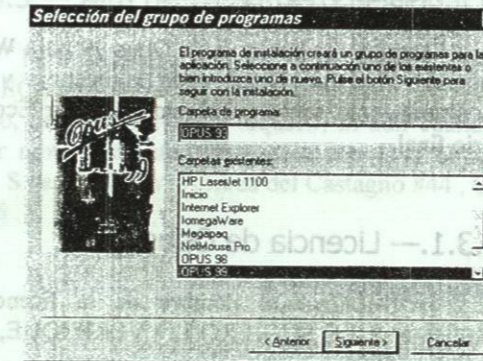 Selección del grupo de programas
El programa de instalación creará un grupo de programas para la
aplicación. Seleccione a continuación uno de los existentes o
bien introduzca uno de nuevo. Pulse el botón Siguiente para
seguir con la instalación.
Carpeta de programa:
OPUS 99
Carpetas existentes:
HP LaserJet 1100
Inicio
Internet Explorer
IomegaWare
Megapaq
NetMouse Pro
OPUS 98
OPUS 99
Opus
3.1.— Licencia de
< Anterior
Siguiente >
Cancelar